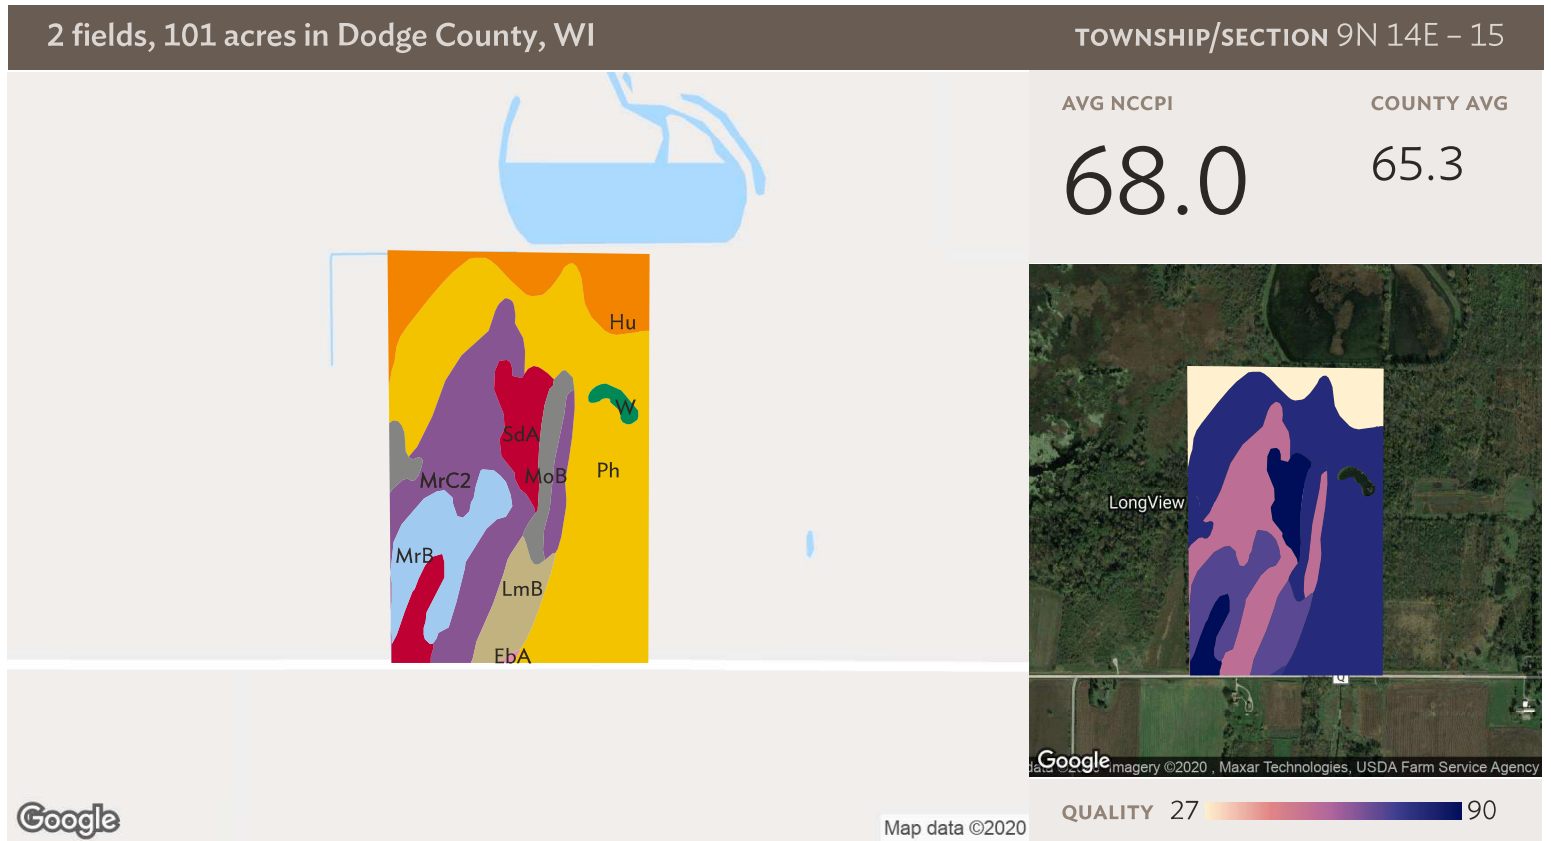 2 fields, 101 acres in Dodge County, WI
TOWNSHIP/SECTION 9N 14E – 15
AVG NCCPI
COUNTY AVG
68.0
65.3
Hu
W
SdA
Ph
MoB
MrC2
MrB
LmB
EbA
Google
Map data ©2020
LongView
Q
Google
Imagery ©2020 , Maxar Technologies, USDA Farm Service Agency
QUALITY 27 90